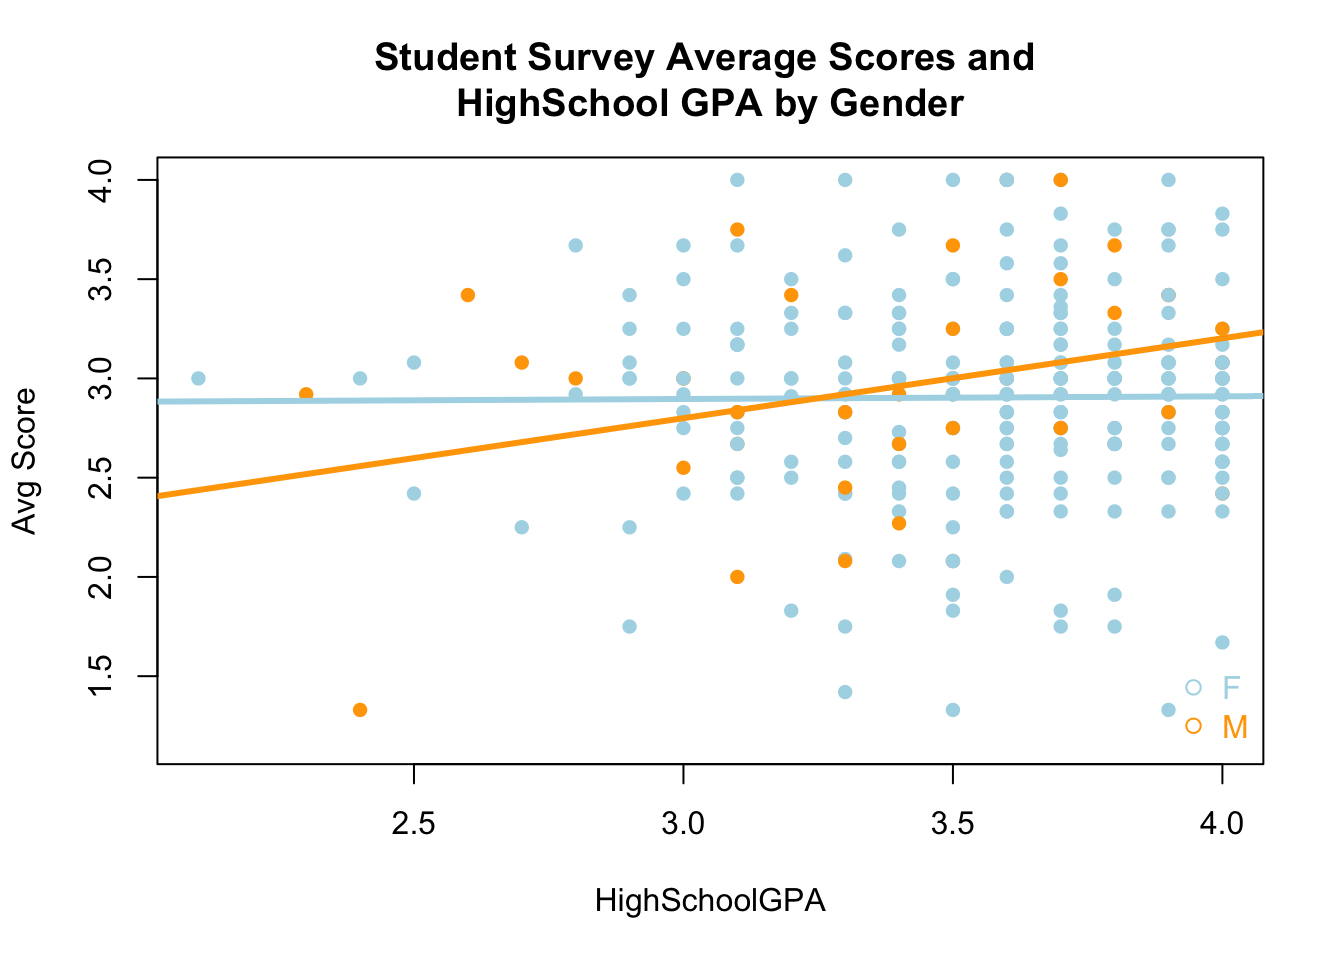 Student Survey Average Scores and
HighSchool GPA by Gender
Avg Score
4.0
3.5
3.0
2.5
2.0
1.5
F
M
2.5 3.0 3.5 4.0
HighSchoolGPA